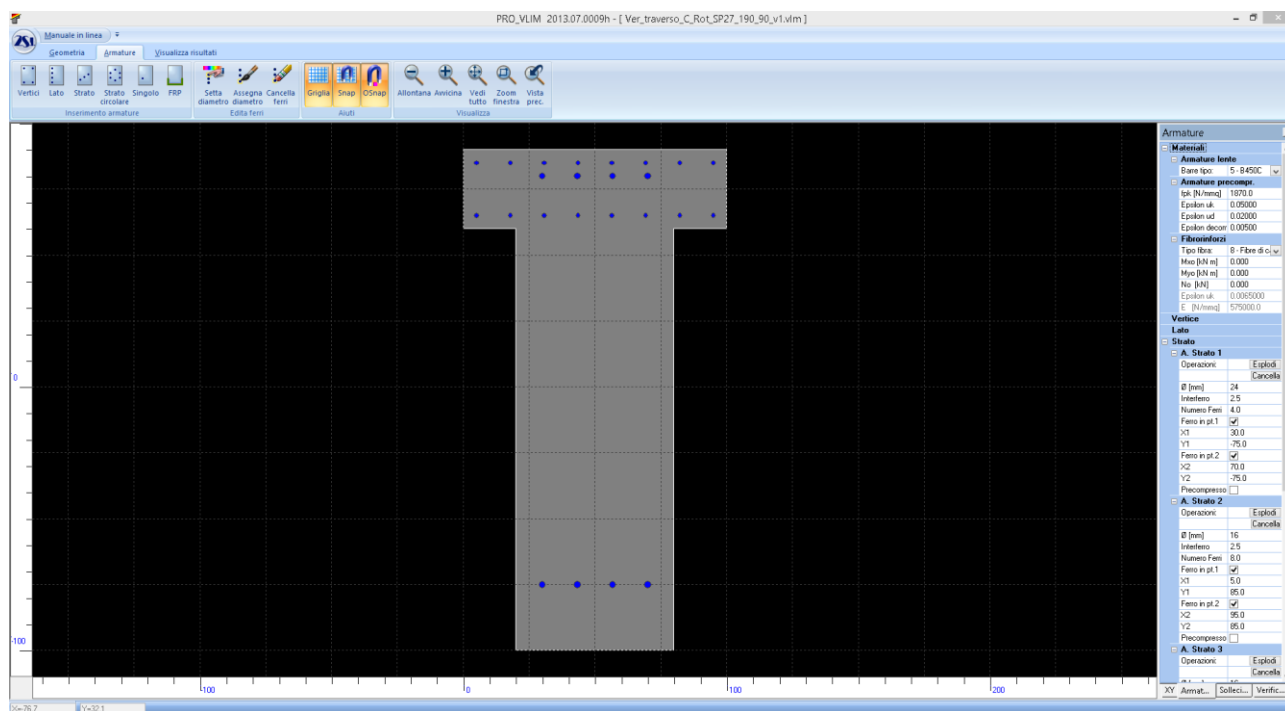 PRO_VLIM 2013.07.0009h - [ Ver_traverso_C_Rot_SP27_190_90_v1.vlm ]
2SI Manuale in linea
Geometria Armature Visualizza risultati
Vertici Lato Strato Strato circolare Singolo FRP Setta diametro Assegna diametro Cancella ferri Griglia Snap OSnap Allontana Avvicina Vedi tutto Zoom finestra Vista prec.
Inserimento armature Edita ferri Aiuti Visualizza
Armature
Materiali
Armature lente
Barre tipo: 5 - B450C
Armature precompr.
fpk [N/mmq] 1870.0
Epsilon uk 0.05000
Epsilon ud 0.02000
Epsilon decom 0.00500
Fibrorinforzi
Tipo fibra: 8 - Fibre di c
Mxo [kN m] 0.000
Myo [kN m] 0.000
No [kN] 0.000
Epsilon uk 0.0065000
E [N/mmq] 575000.0
Vertice
Lato
Strato
A. Strato 1
Operazioni: Esplodi
Cancella
Ø [mm] 24
Interferro 2.5
Numero Ferri 4.0
Ferro in pt.1
X1 30.0
Y1 -75.0
Ferro in pt.2
X2 70.0
Y2 -75.0
Precompresso
A. Strato 2
Operazioni: Esplodi
Cancella
Ø [mm] 16
Interferro 2.5
Numero Ferri 8.0
Ferro in pt.1
X1 5.0
Y1 85.0
Ferro in pt.2
X2 95.0
Y2 85.0
Precompresso
A. Strato 3
Operazioni: Esplodi
Cancella
0
-100
-100 0 100 200
XY Armat... Solleci... Verific...
X=-76.7 Y=32.1